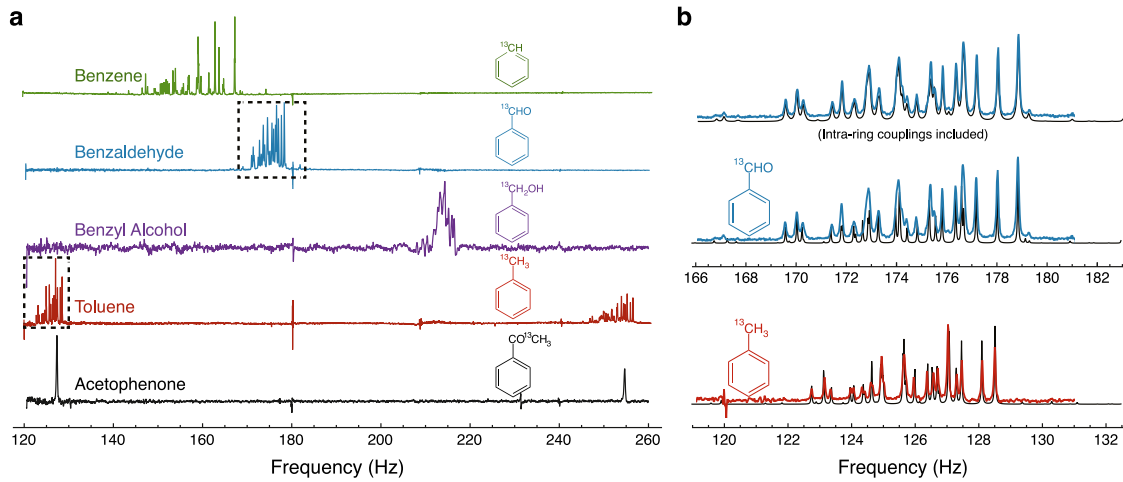 a
Benzene
¹³CH
Benzaldehyde
¹³CHO
Benzyl Alcohol
¹³CH₂OH
Toluene
¹³CH₃
Acetophenone
CO¹³CH₃
120 140 160 180 200 220 240 260
Frequency (Hz)
b
(Intra-ring couplings included)
¹³CHO
166 168 170 172 174 176 178 180 182
¹³CH₃
120 122 124 126 128 130 132
Frequency (Hz)